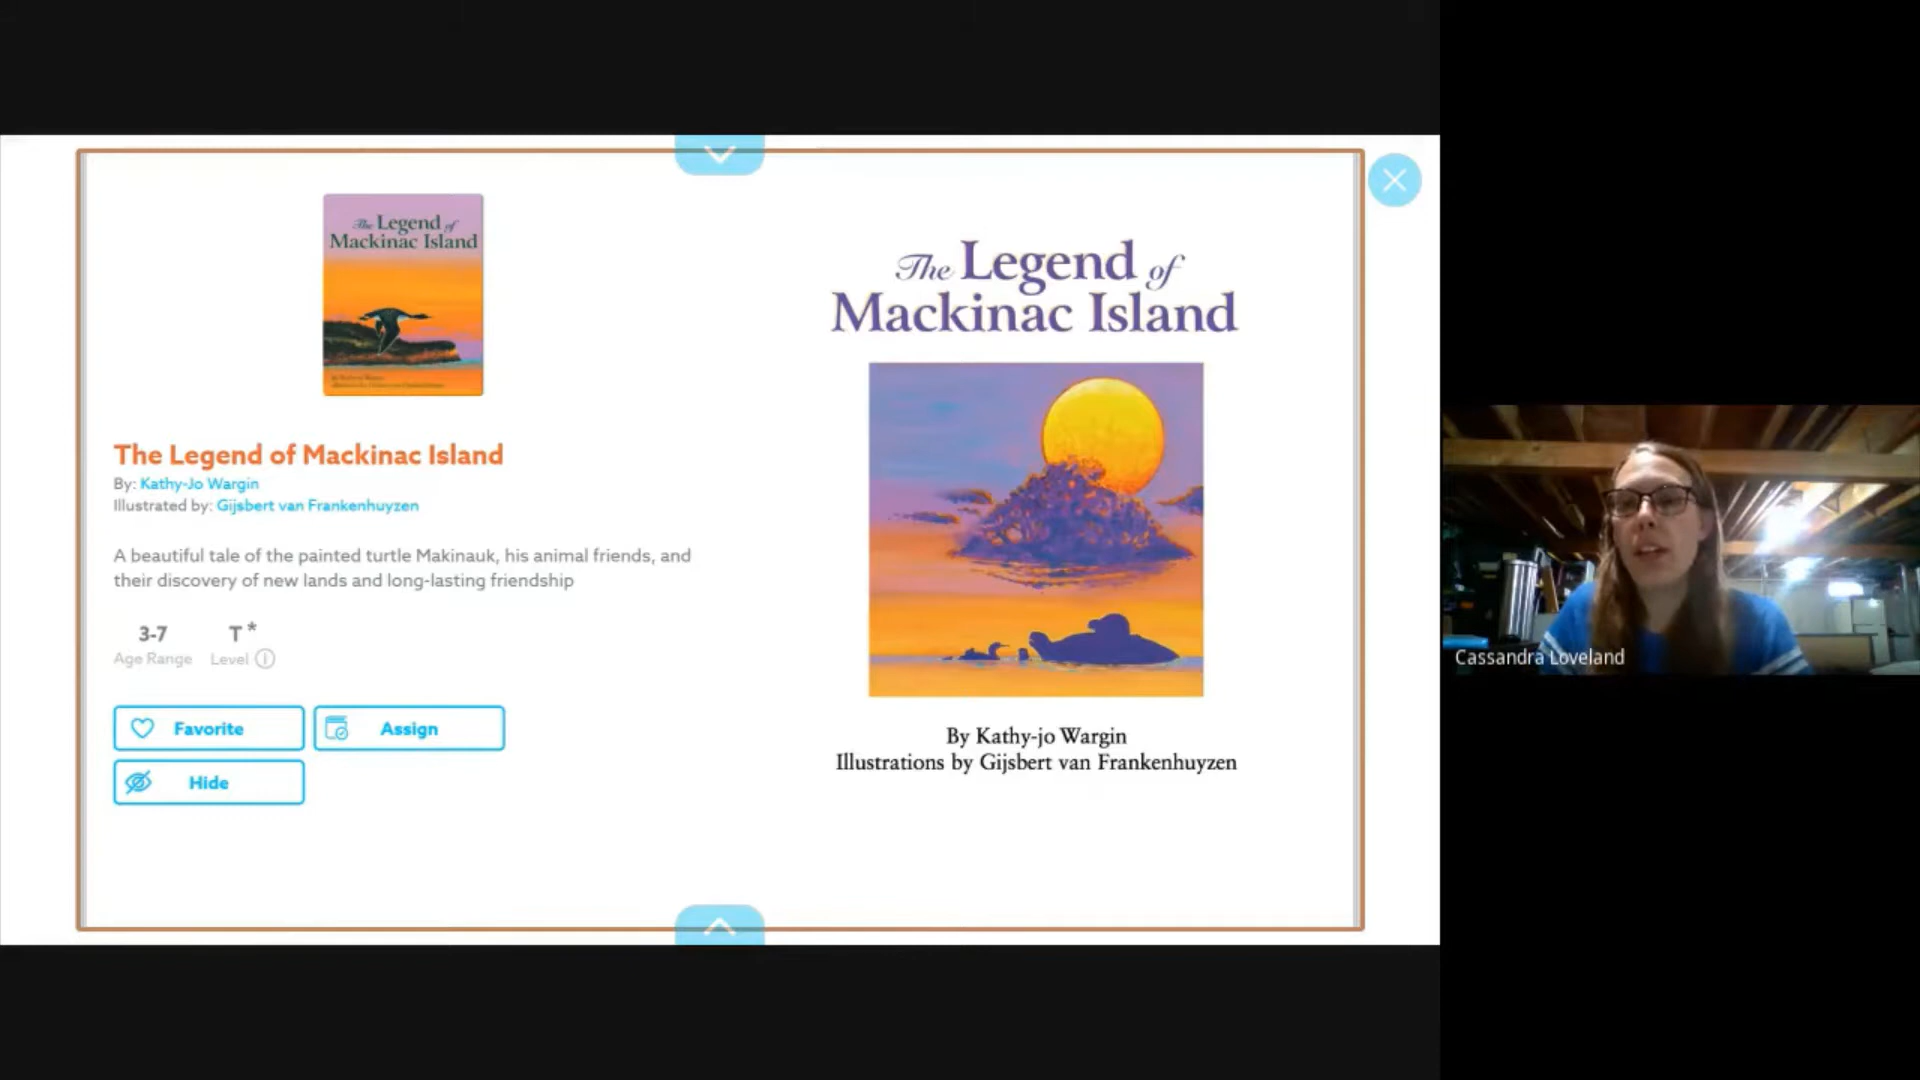 The Legend of
Mackinac Island
The Legend of Mackinac Island
By: Kathy-Jo Wargin
Illustrated by: Gijsbert van Frankenhuyzen
A beautiful tale of the painted turtle Makinauk, his animal friends, and
their discovery of new lands and long-lasting friendship
3-7 T *
Age Range Level i
Favorite Assign
Hide
The Legend of
Mackinac Island
By Kathy-jo Wargin
Illustrations by Gijsbert van Frankenhuyzen
Cassandra Loveland